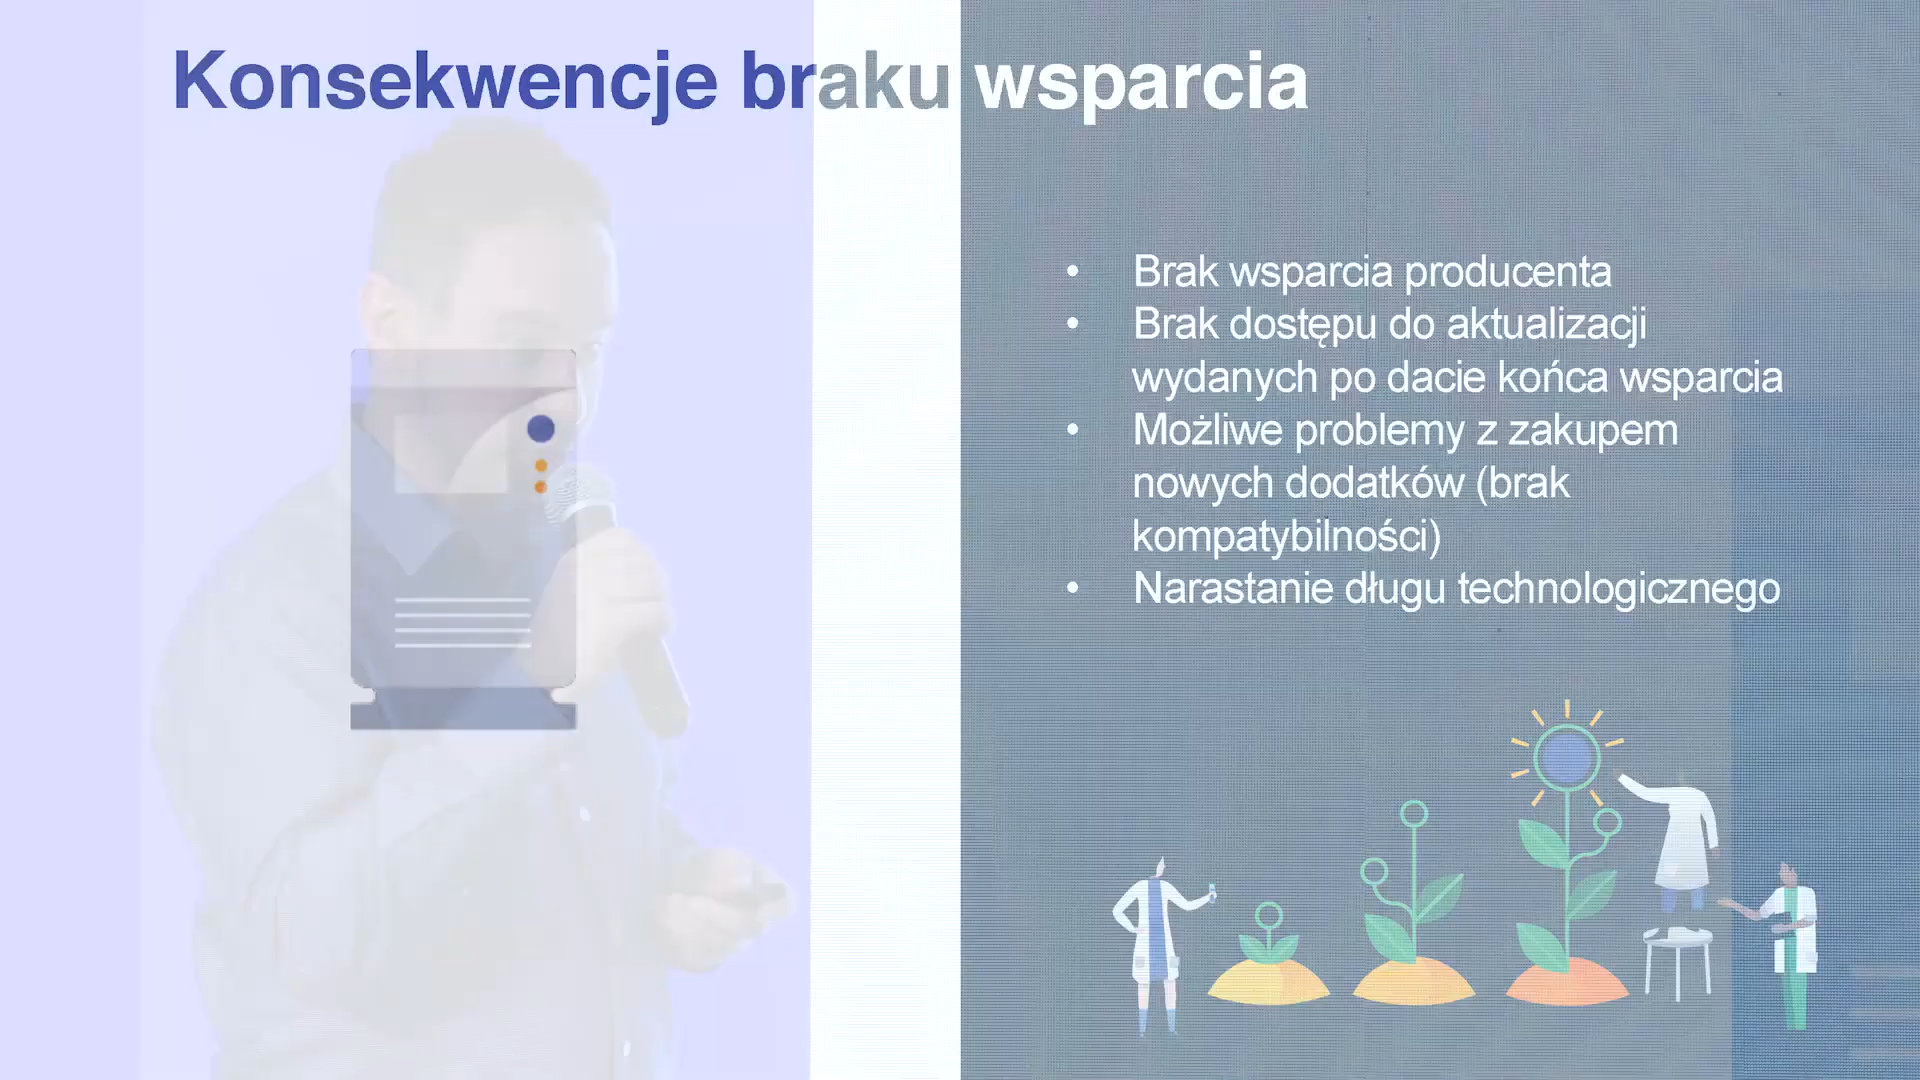 Konsekwencje braku wsparcia
• Brak wsparcia producenta
• Brak dostępu do aktualizacji
wydanych po dacie końca wsparcia
• Możliwe problemy z zakupem
nowych dodatków (brak
kompatybilności)
• Narastanie długu technologicznego